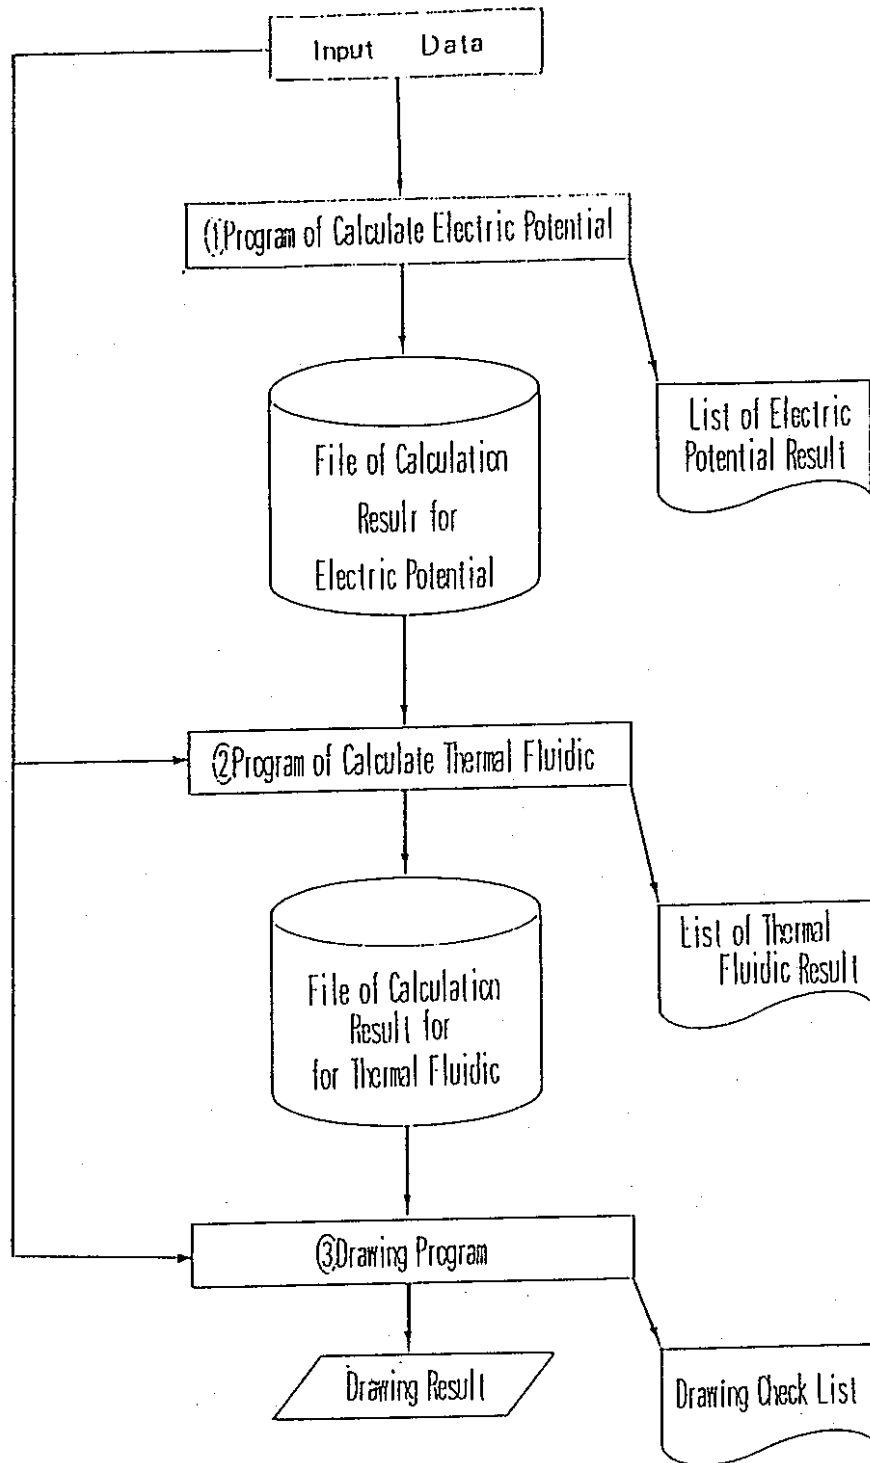 Input Data
①Program of Calculate Electric Potential
File of Calculation
Resulr for
Electric Potential
List of Electric
Potential Result
②Program of Calculate Thermal Fluidic
File of Calculation
Result for
for Thermal Fluidic
List of Thermal
Fluidic Result
③Drawing Program
Drawing Result
Drawing Check List